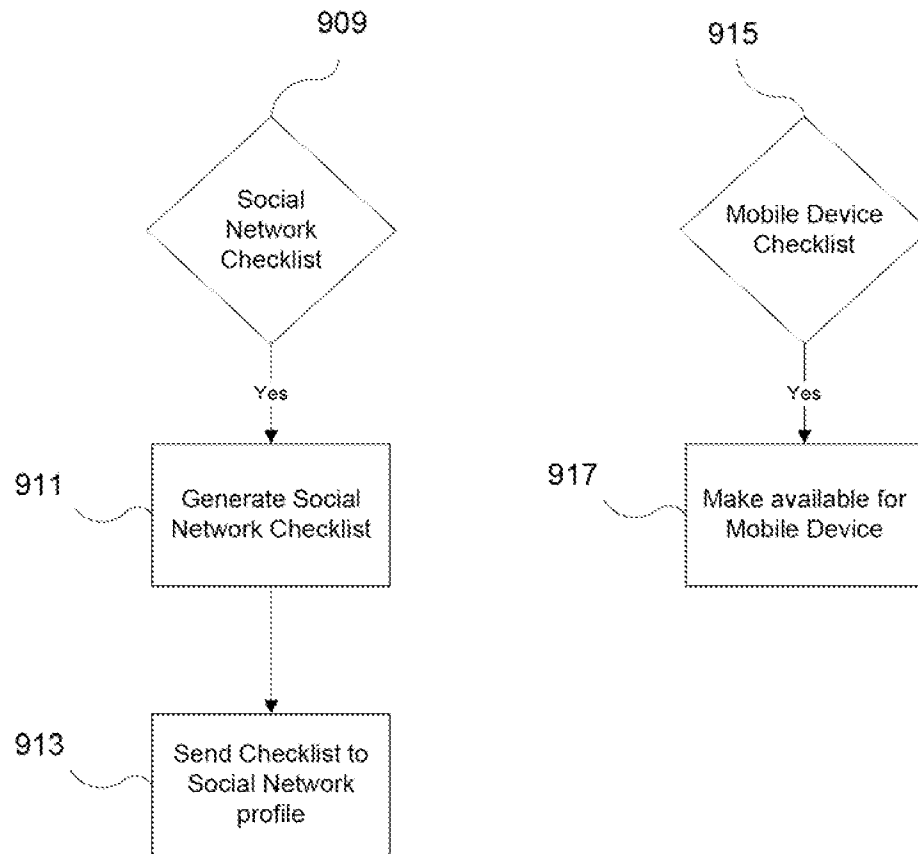 909
Social
Network
Checklist
Yes
911
Generate Social
Network Checklist
913
Send Checklist to
Social Network
profile
915
Mobile Device
Checklist
Yes
917
Make available for
Mobile Device